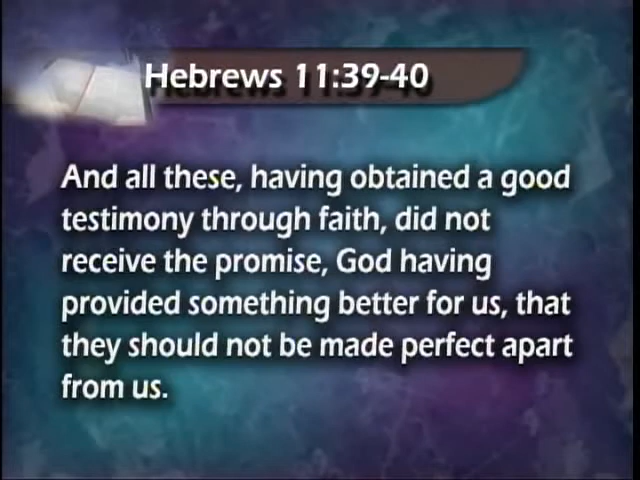 Hebrews 11:39-40
And all these, having obtained a good
testimony through faith, did not
receive the promise, God having
provided something better for us, that
they should not be made perfect apart
from us.